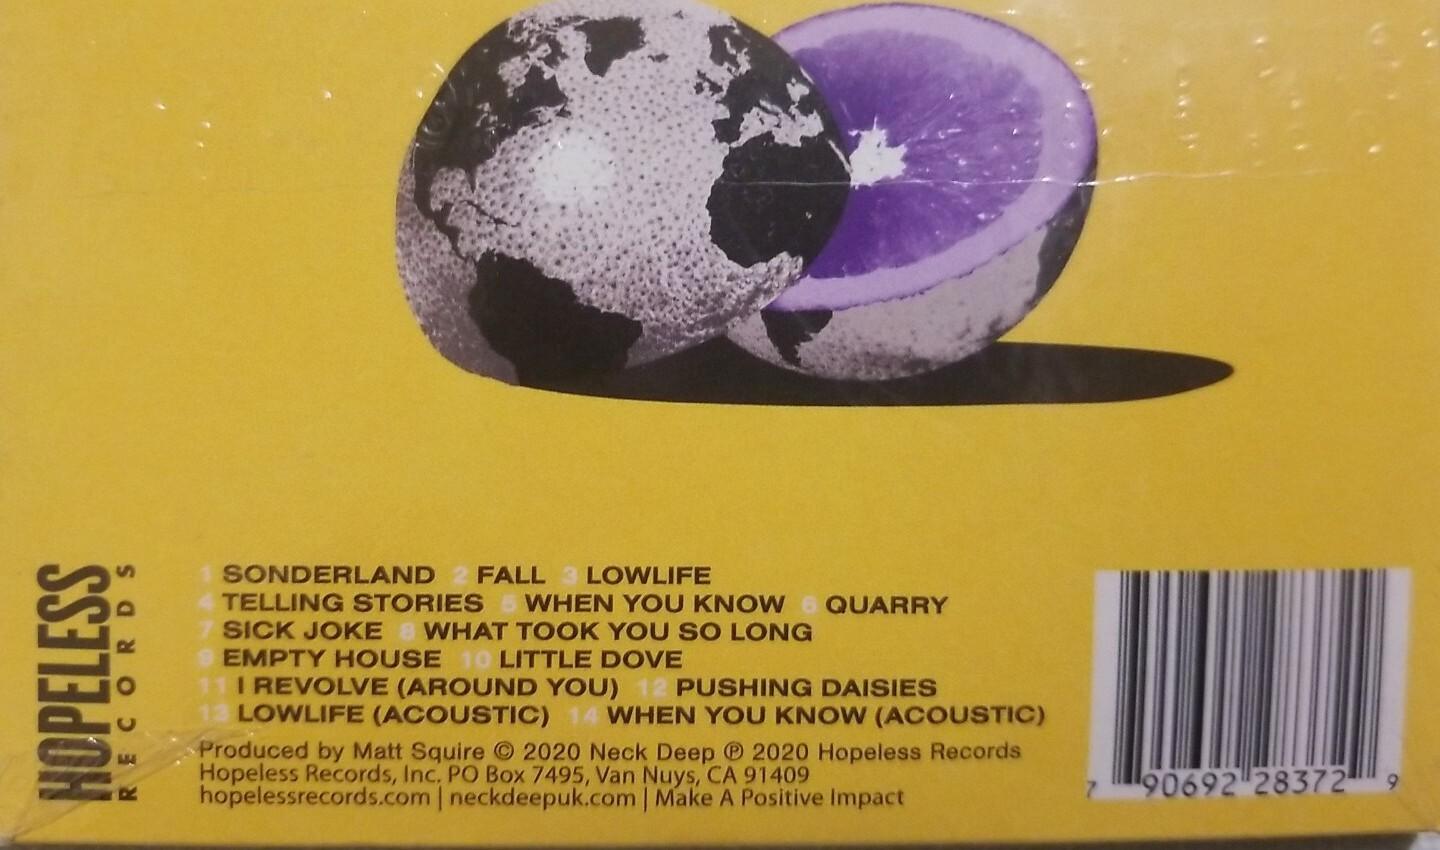 HOPELESS
RECORDS
1 SONDERLAND 2 FALL 3 LOWLIFE
4 TELLING STORIES 5 WHEN YOU KNOW 6 QUARRY
7 SICK JOKE 8 WHAT TOOK YOU SO LONG
9 EMPTY HOUSE 10 LITTLE DOVE
11 I REVOLVE (AROUND YOU) 12 PUSHING DAISIES
13 LOWLIFE (ACOUSTIC) 14 WHEN YOU KNOW (ACOUSTIC)
Produced by Matt Squire © 2020 Neck Deep ℗ 2020 Hopeless Records
Hopeless Records, Inc. PO Box 7495, Van Nuys, CA 91409
hopelessrecords.com | neckdeepuk.com | Make A Positive Impact
7 90692 28372 9